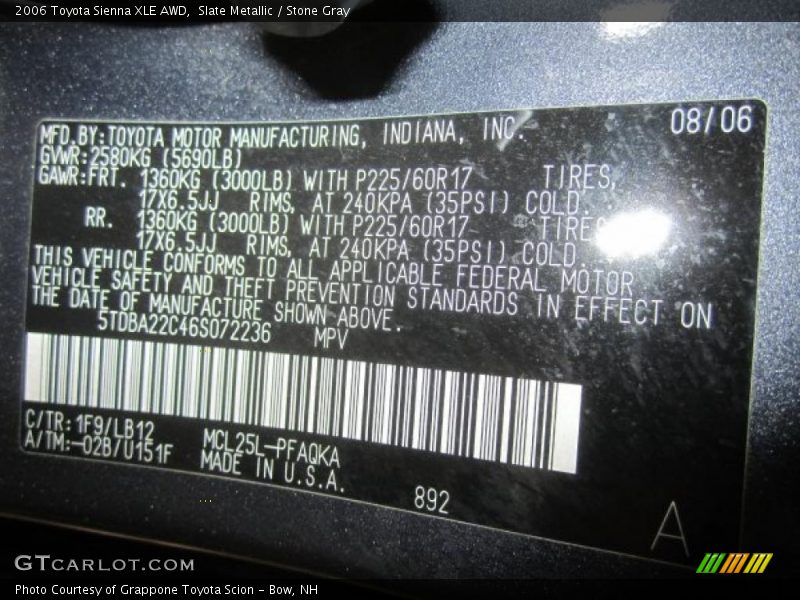 2006 Toyota Sienna XLE AWD,  Slate Metallic / Stone Gray
08/06
MFD.BY:TOYOTA MOTOR MANUFACTURING, INDIANA, INC.
GVWR:2580KG (5690LB)
GAWR:FRT. 1360KG (3000LB) WITH P225/60R17 TIRES,
17X6.5JJ RIMS, AT 240KPA (35PSI) COLD.
RR. 1360KG (3000LB) WITH P225/60R17 TIRES
17X6.5JJ RIMS, AT 240KPA (35PSI) COLD.
THIS VEHICLE CONFORMS TO ALL APPLICABLE FEDERAL MOTOR
VEHICLE SAFETY AND THEFT PREVENTION STANDARDS IN EFFECT ON
THE DATE OF MANUFACTURE SHOWN ABOVE.
5TDBA22C46S072236 MPV
C/TR:1F9/LB12 MCL25L-PFAQKA
A/TM:-02B/U151F MADE IN U.S.A.
892
A
GTCARLOT.COM
Photo Courtesy of Grappone Toyota Scion - Bow, NH